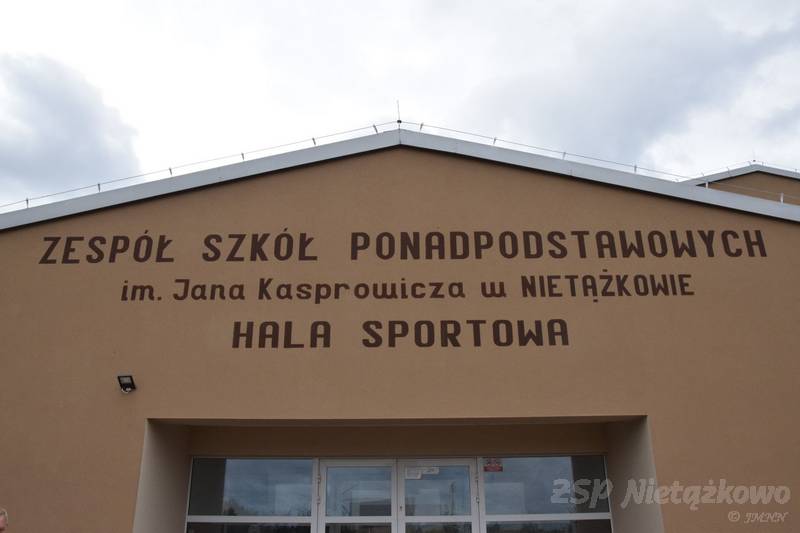 ZESPÓŁ SZKÓŁ PONADPODSTAWOWYCH
im. Jana Kasprowicza w NIETĄŻKOWIE
HALA SPORTOWA
ZSP Nietążkowo
© JMNN